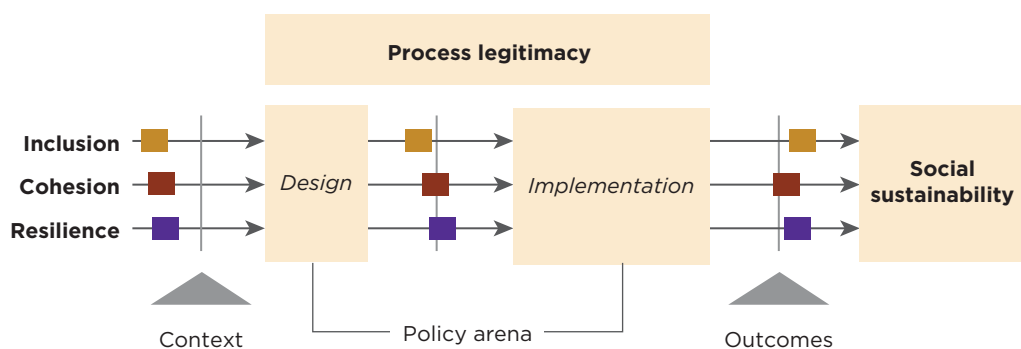 Process legitimacy
Inclusion
Cohesion
Resilience
Design
Implementation
Social
sustainability
Context
Policy arena
Outcomes